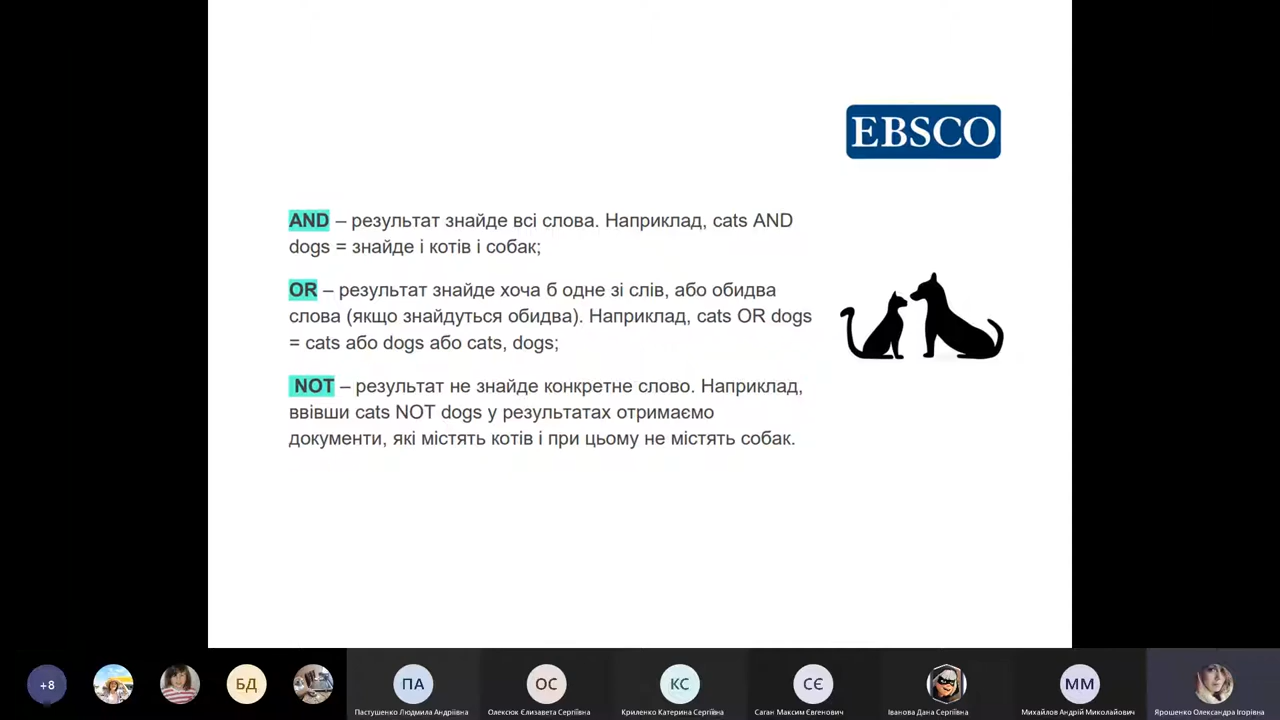 EBSCO
AND – результат знайде всі слова. Наприклад, cats AND
dogs = знайде і котів і собак;
OR – результат знайде хоча б одне зі слів, або обидва
слова (якщо знайдуться обидва). Наприклад, cats OR dogs
= cats або dogs або cats, dogs;
NOT – результат не знайде конкретне слово. Наприклад,
ввівши cats NOT dogs у результатах отримаємо
документи, які містять котів і при цьому не містять собак.
+8
БД
ПА
ОС
КС
СЄ
ММ
Пастушенко Людмила Андріївна
Олексюк Єлизавета Сергіївна
Криленко Катерина Сергіївна
Саган Максим Євгенович
Іванова Дана Сергіївна
Михайлов Андрій Миколайович
Ярошенко Олександра Ігорівна